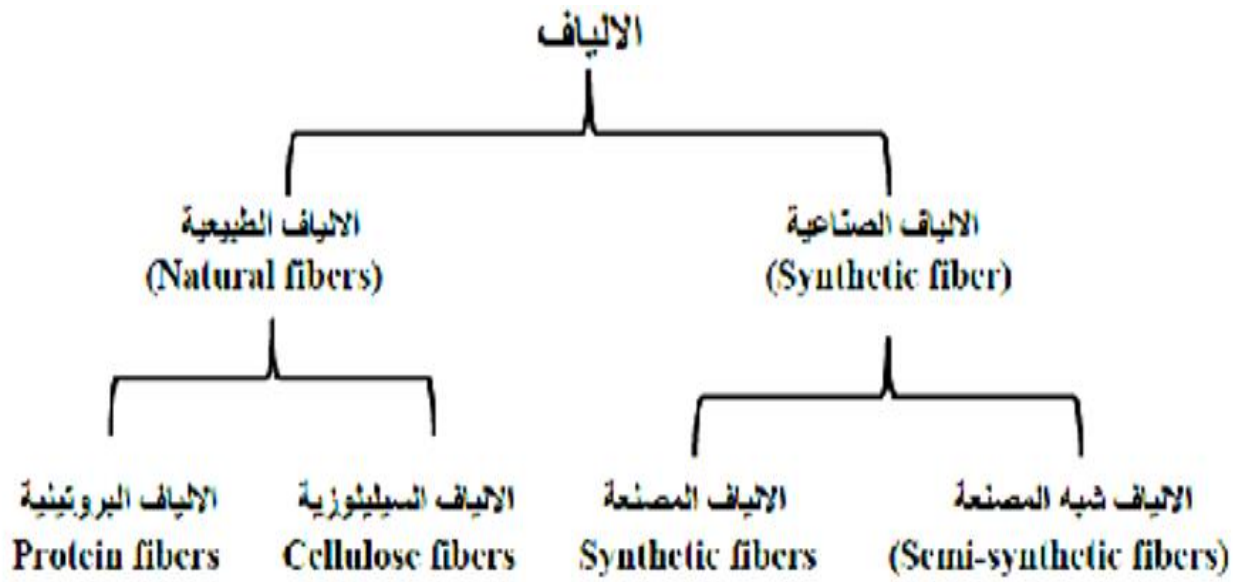 الالياف
الالياف الصناعية
(Synthetic fiber)
الالياف الطبيعية
(Natural fibers)
الالياف شبه المصنعة
(Semi-synthetic fibers)
الالياف المصنعة
Synthetic fibers
الالياف السيليلوزية
Cellulose fibers
الالياف البروتينية
Protein fibers